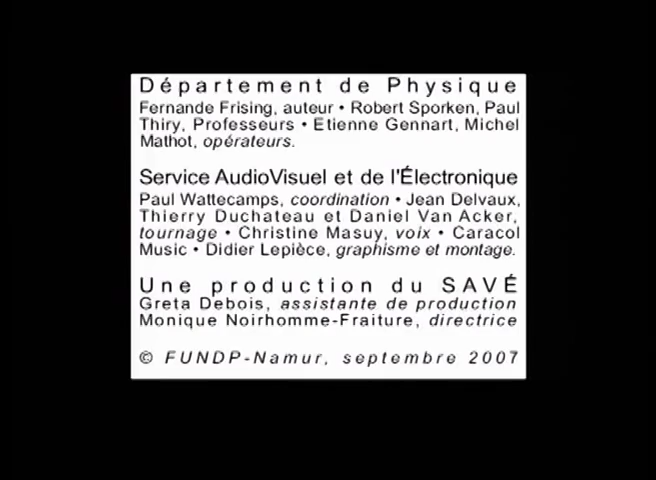 Département de Physique
Fernande Frising, auteur • Robert Sporken, Paul
Thiry, Professeurs • Etienne Gennart, Michel
Mathot, opérateurs.
Service AudioVisuel et de l'Électronique
Paul Wattecamps, coordination • Jean Delvaux,
Thierry Duchateau et Daniel Van Acker,
tournage • Christine Masuy, voix • Caracol
Music • Didier Lepièce, graphisme et montage.
Une production du SAVÉ
Greta Debois, assistante de production
Monique Noirhomme-Fraiture, directrice
© FUNDP-Namur, septembre 2007